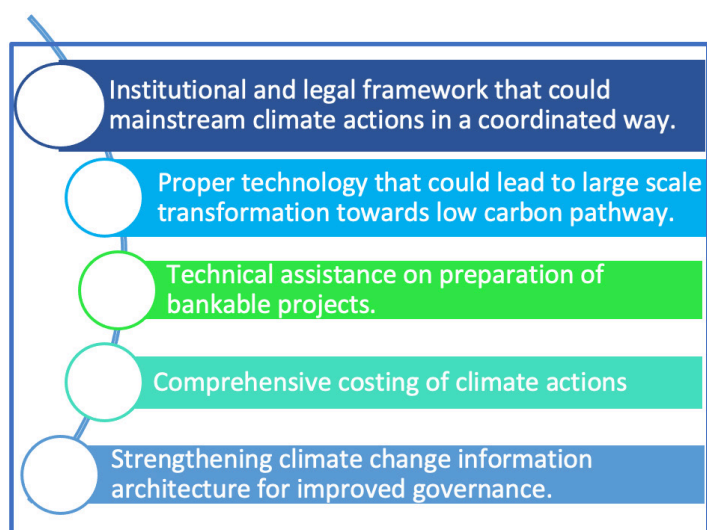 Institutional and legal framework that could
mainstream climate actions in a coordinated way.
Proper technology that could lead to large scale
transformation towards low carbon pathway.
Technical assistance on preparation of
bankable projects.
Comprehensive costing of climate actions
Strengthening climate change information
architecture for improved governance.